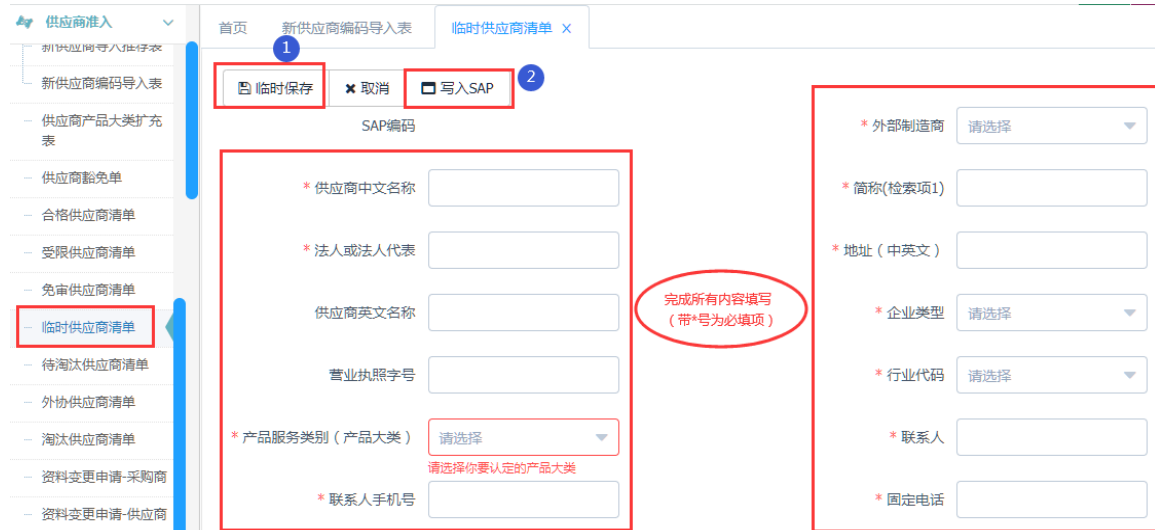 供应商准入
新供应商导入推荐表
新供应商编码导入表
供应商产品大类扩充
表
供应商豁免单
合格供应商清单
受限供应商清单
免审供应商清单
临时供应商清单
待淘汰供应商清单
外协供应商清单
淘汰供应商清单
资料变更申请-采购商
资料变更申请-供应商
首页 新供应商编码导入表 临时供应商清单 x
1
临时保存 × 取消 写入SAP 2
SAP编码
* 供应商中文名称
* 法人或法人代表
供应商英文名称
营业执照字号
* 产品服务类别（产品大类） 请选择
请选择你要认定的产品大类
* 联系人手机号
完成所有内容填写
（带*号为必填项）
* 外部制造商 请选择
* 简称(检索项1)
* 地址（中英文）
* 企业类型 请选择
* 行业代码 请选择
* 联系人
* 固定电话